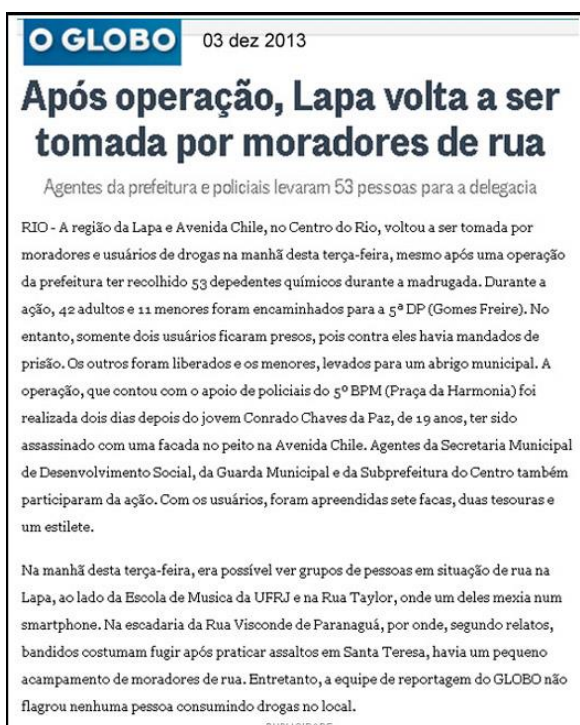 O GLOBO 03 dez 2013
Após operação, Lapa volta a ser
tomada por moradores de rua
Agentes da prefeitura e policiais levaram 53 pessoas para a delegacia
RIO - A região da Lapa e Avenida Chile, no Centro do Rio, voltou a ser tomada por
moradores e usuários de drogas na manhã desta terça-feira, mesmo após uma operação
da prefeitura ter recolhido 53 depedentes químicos durante a madrugada. Durante a
ação, 42 adultos e 11 menores foram encaminhados para a 5ª DP (Gomes Freire). No
entanto, somente dois usuários ficaram presos, pois contra eles havia mandados de
prisão. Os outros foram liberados e os menores, levados para um abrigo municipal. A
operação, que contou com o apoio de policiais do 5º BPM (Praça da Harmonia) foi
realizada dois dias depois do jovem Conrado Chaves da Paz, de 19 anos, ter sido
assassinado com uma facada no peito na Avenida Chile. Agentes da Secretaria Municipal
de Desenvolvimento Social, da Guarda Municipal e da Subprefeitura do Centro também
participaram da ação. Com os usuários, foram apreendidas sete facas, duas tesouras e
um estilete.
Na manhã desta terça-feira, era possível ver grupos de pessoas em situação de rua na
Lapa, ao lado da Escola de Musica da UFRJ e na Rua Taylor, onde um deles mexia num
smartphone. Na escadaria da Rua Visconde de Paranaguá, por onde, segundo relatos,
bandidos costumam fugir após praticar assaltos em Santa Teresa, havia um pequeno
acampamento de moradores de rua. Entretanto, a equipe de reportagem do GLOBO não
flagrou nenhuma pessoa consumindo drogas no local.